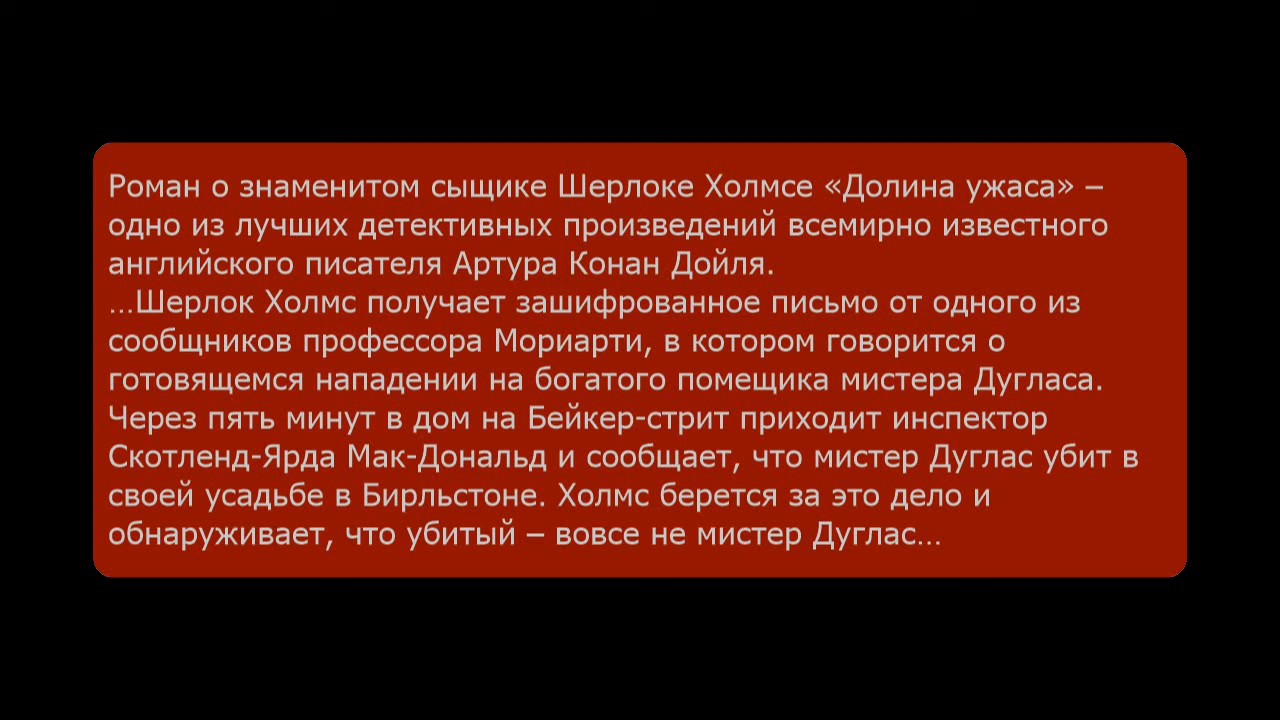 Роман о знаменитом сыщике Шерлоке Холмсе «Долина ужаса» –
одно из лучших детективных произведений всемирно известного
английского писателя Артура Конан Дойля.
…Шерлок Холмс получает зашифрованное письмо от одного из
сообщников профессора Мориарти, в котором говорится о
готовящемся нападении на богатого помещика мистера Дугласа.
Через пять минут в дом на Бейкер-стрит приходит инспектор
Скотленд-Ярда Мак-Дональд и сообщает, что мистер Дуглас убит в
своей усадьбе в Бирльстоне. Холмс берется за это дело и
обнаруживает, что убитый – вовсе не мистер Дуглас…